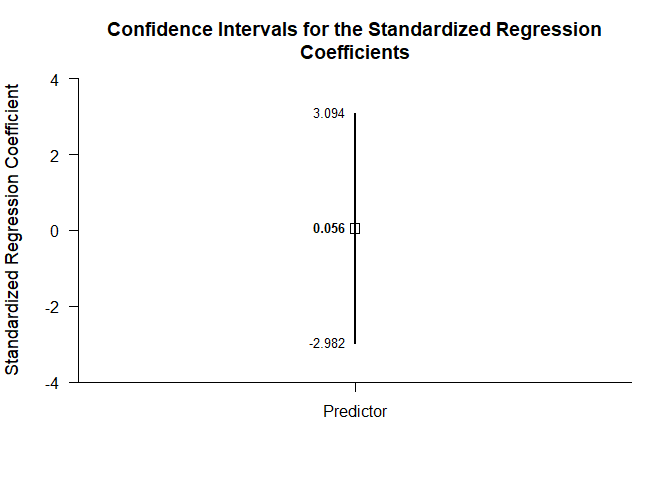 Confidence Intervals for the Standardized Regression
Coefficients
Standardized Regression Coefficient
4
2
0
-2
-4
3.094
0.056
-2.982
Predictor